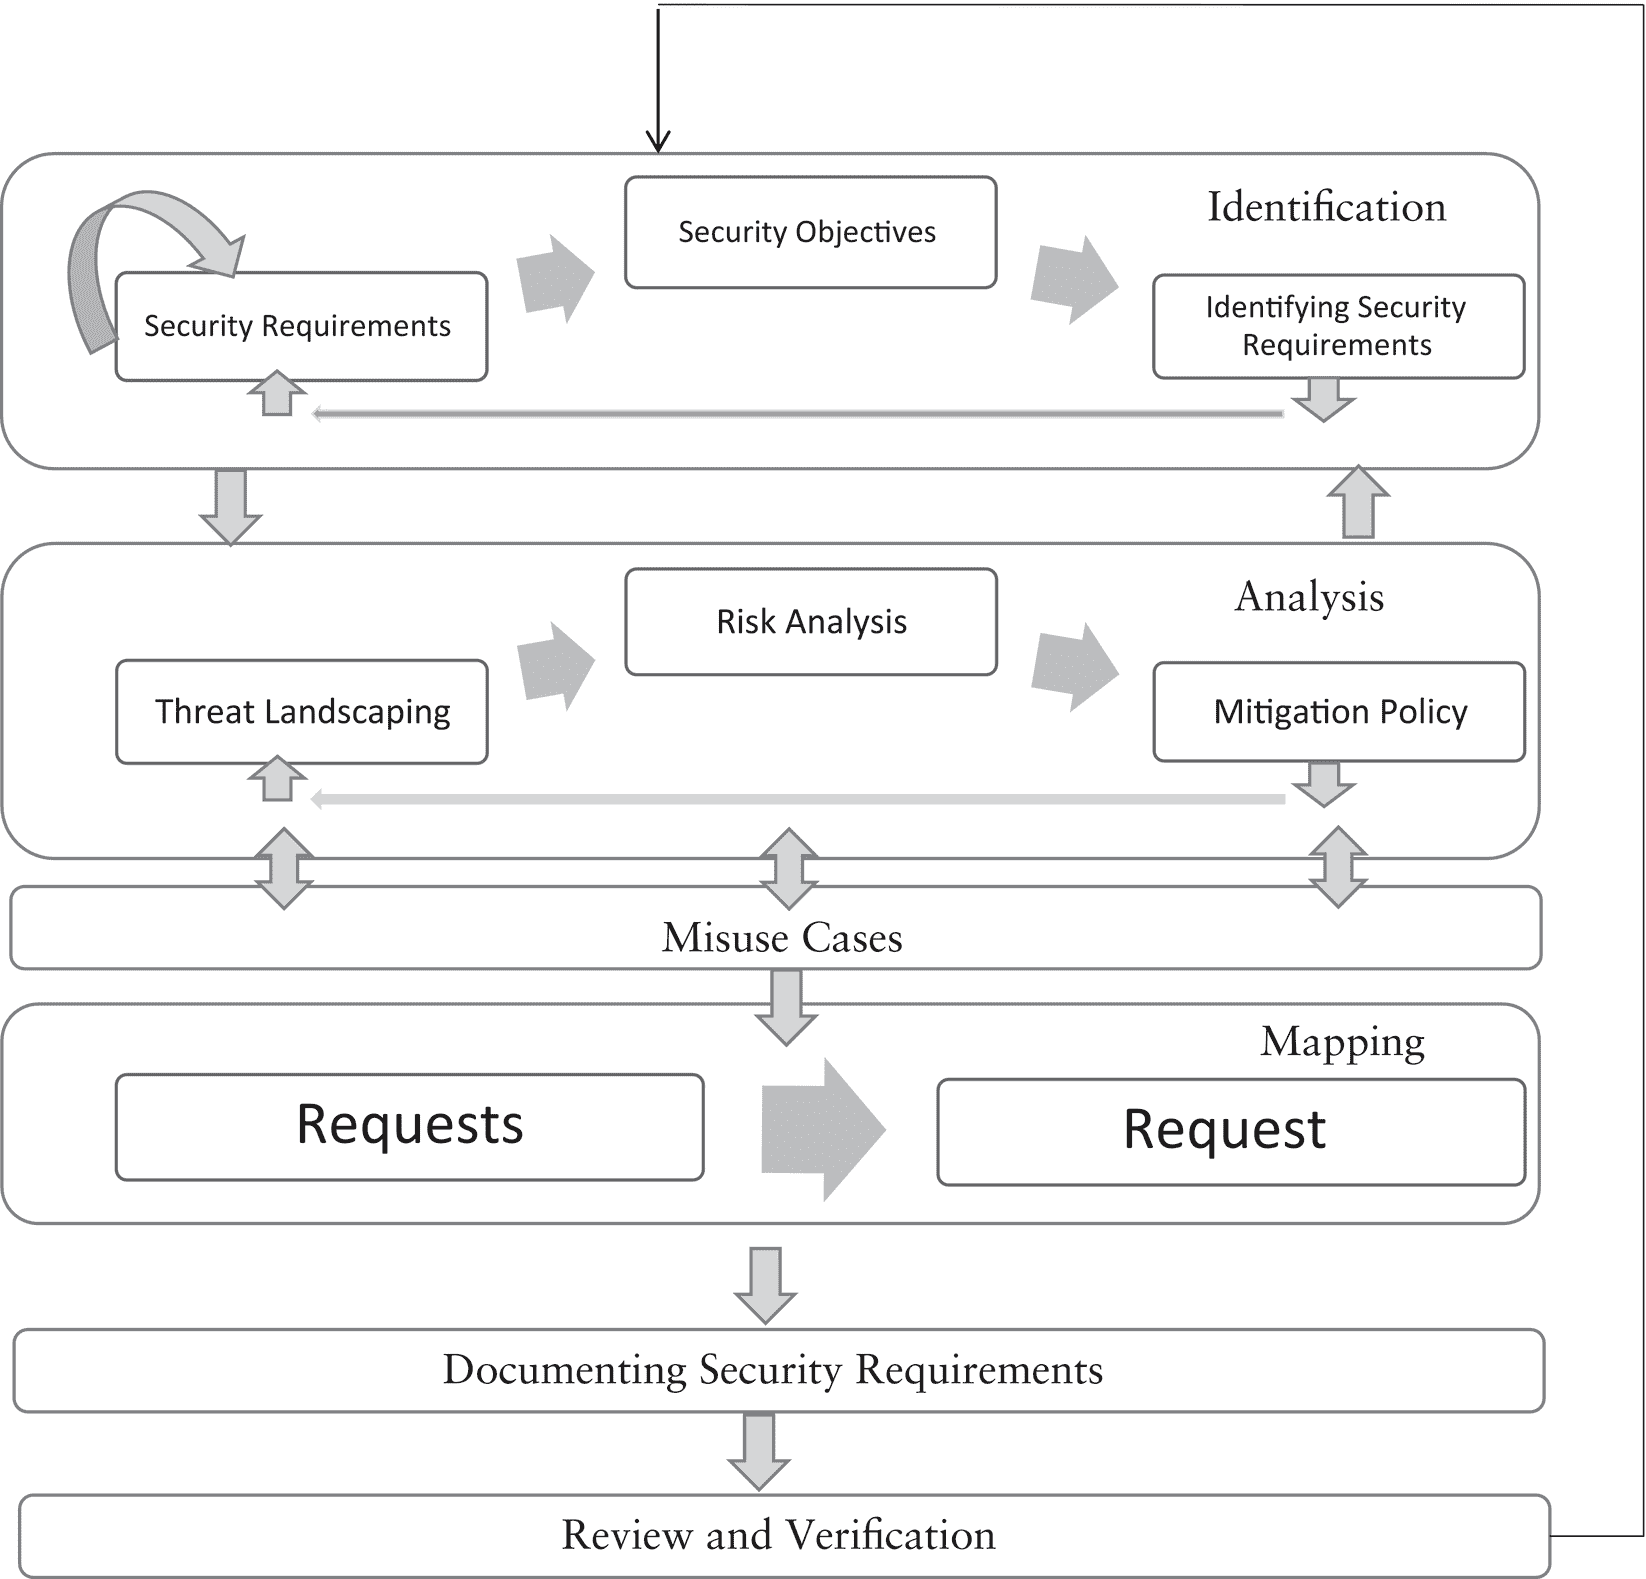 Identification
Security Objectives
Security Requirements
Identifying Security
Requirements
Analysis
Risk Analysis
Threat Landscaping
Mitigation Policy
Misuse Cases
Mapping
Requests
Request
Documenting Security Requirements
Review and Verification